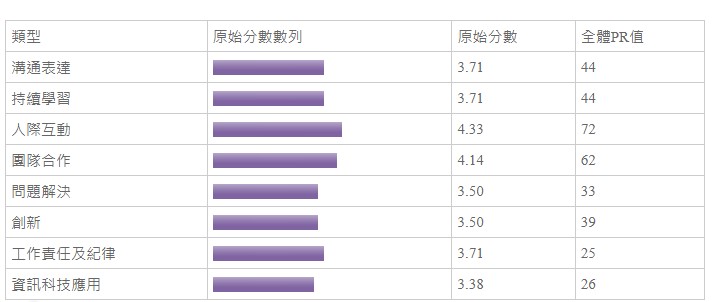 類型 原始分數數列 原始分數 全體PR值
溝通表達 3.71 44
持續學習 3.71 44
人際互動 4.33 72
團隊合作 4.14 62
問題解決 3.50 33
創新 3.50 39
工作責任及紀律 3.71 25
資訊科技應用 3.38 26